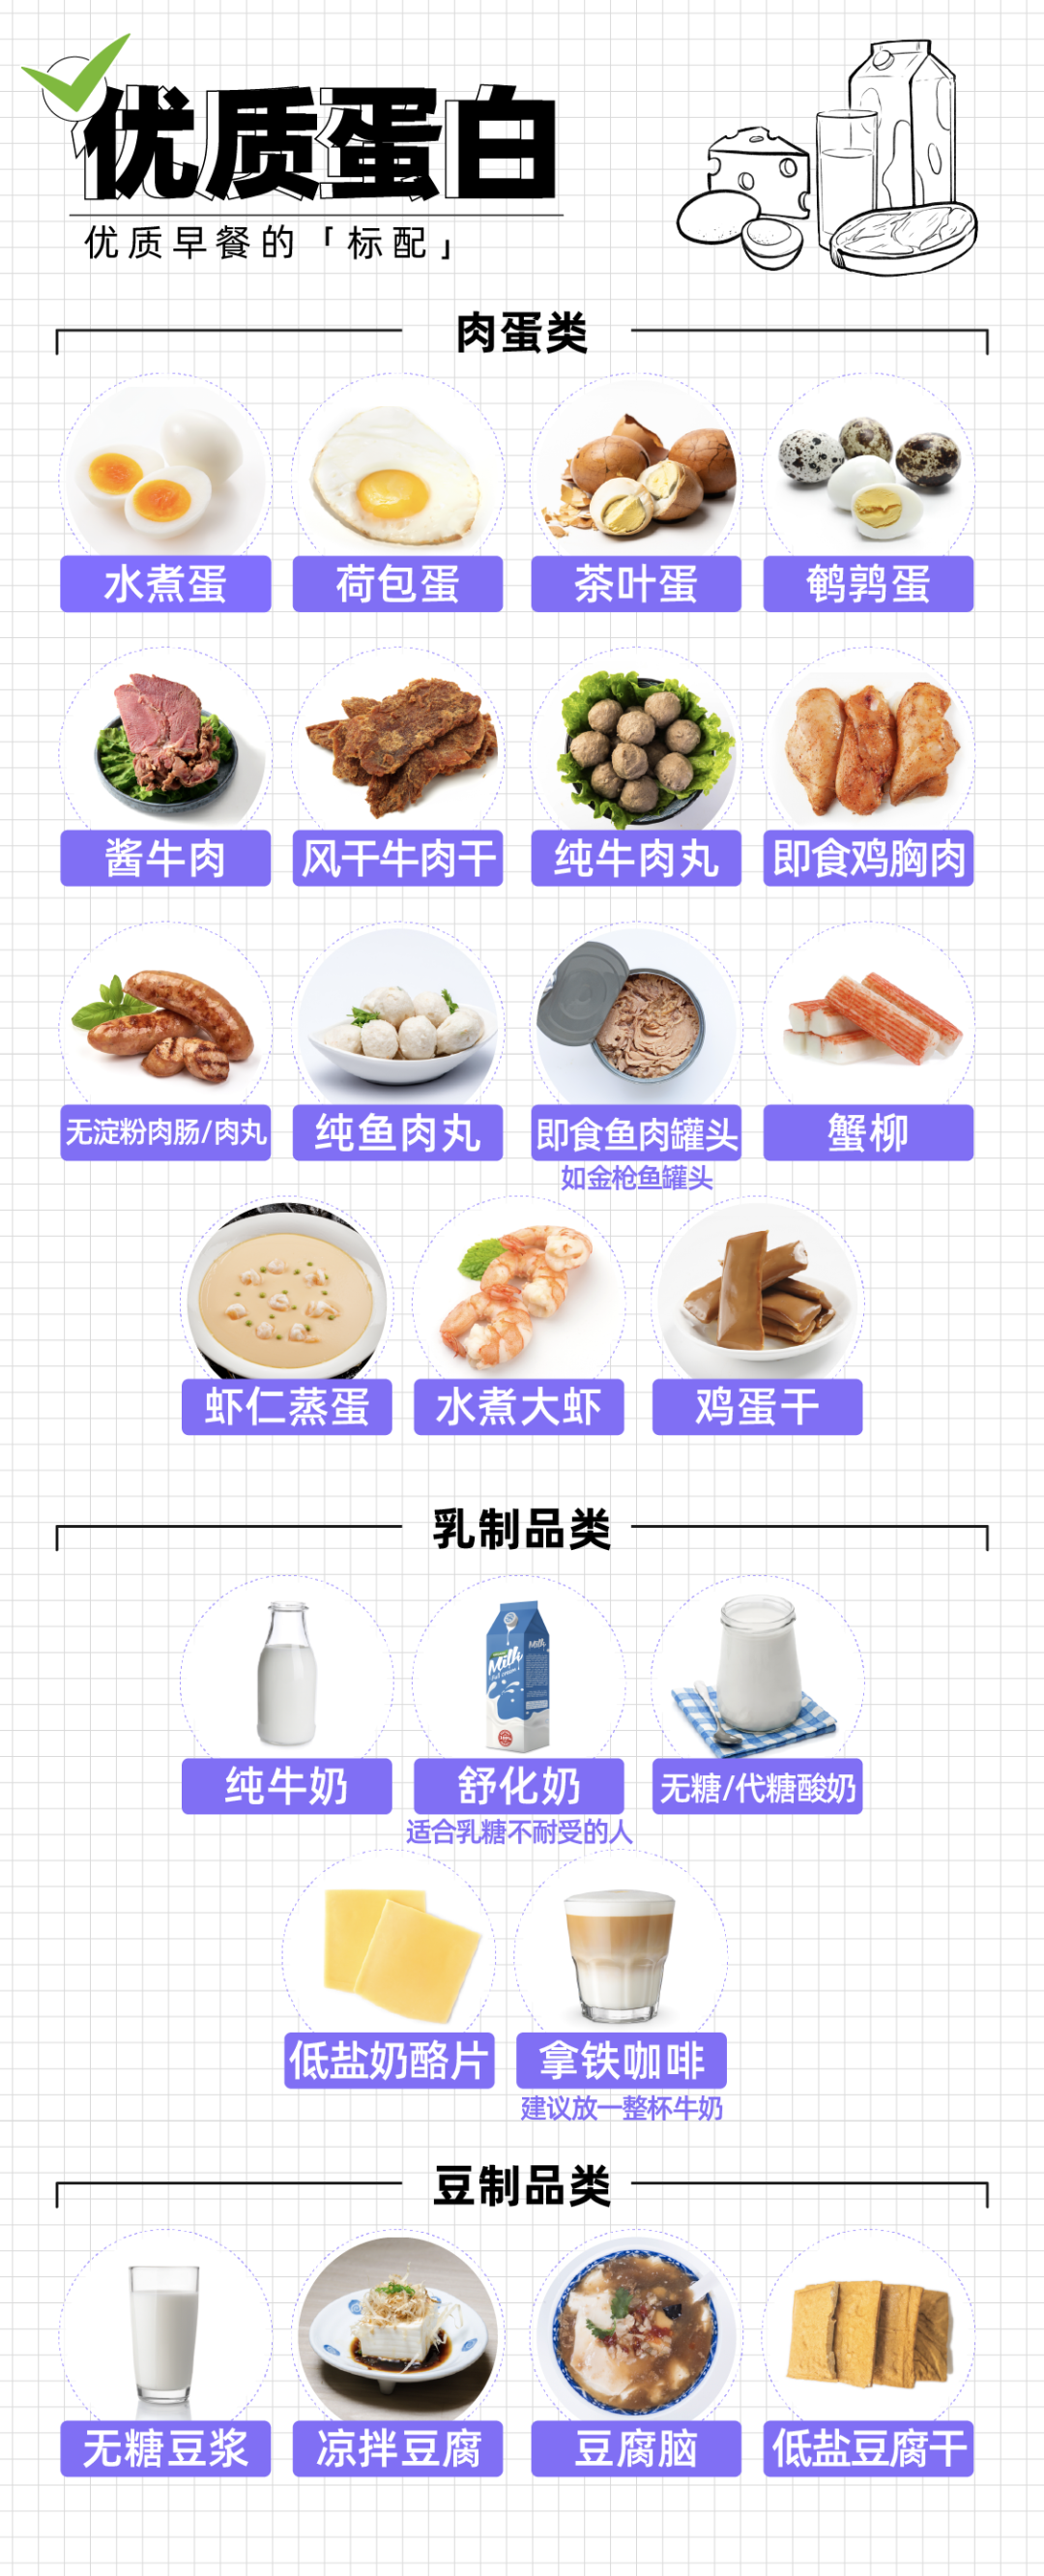 优质蛋白
优质早餐的「标配」
肉蛋类
水煮蛋
荷包蛋
茶叶蛋
鹌鹑蛋
酱牛肉
风干牛肉干
纯牛肉丸
即食鸡胸肉
无淀粉肉肠/肉丸
纯鱼肉丸
即食鱼肉罐头
如金枪鱼罐头
蟹柳
虾仁蒸蛋
水煮大虾
鸡蛋干
乳制品类
Milk
Milk
纯牛奶
舒化奶
适合乳糖不耐受的人
无糖/代糖酸奶
低盐奶酪片
拿铁咖啡
建议放一整杯牛奶
豆制品类
无糖豆浆
凉拌豆腐
豆腐脑
低盐豆腐干